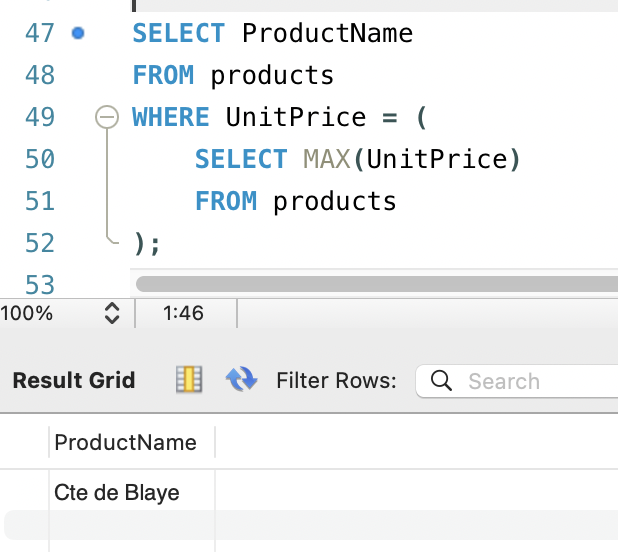 47 SELECT ProductName
48 FROM products
49 WHERE UnitPrice = (
50 SELECT MAX(UnitPrice)
51 FROM products
52 );
53
100% 1:46
Result Grid Filter Rows: Search
ProductName
Cte de Blaye